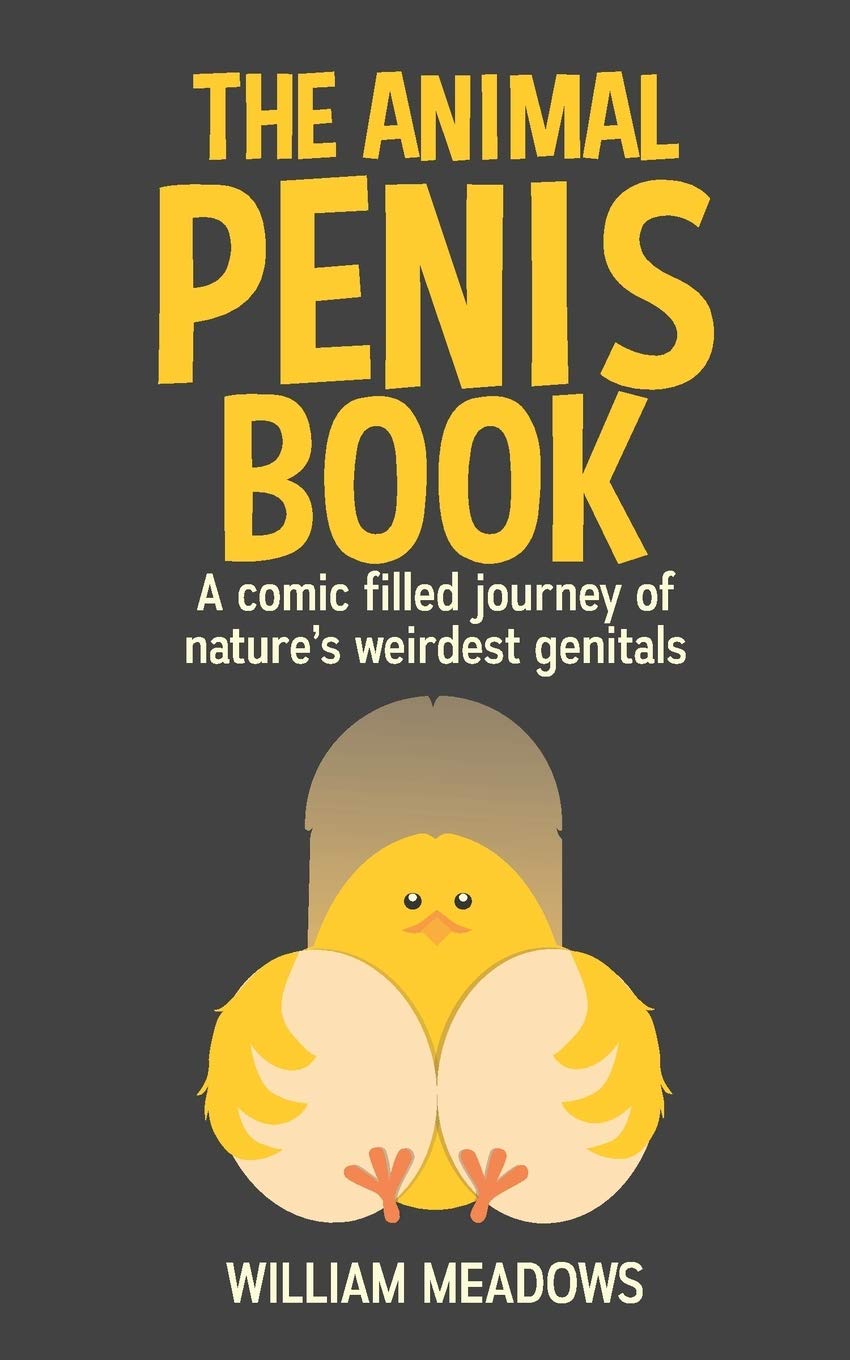 THE ANIMAL
PENIS
BOOK
A comic filled journey of
nature's weirdest genitals
WILLIAM MEADOWS